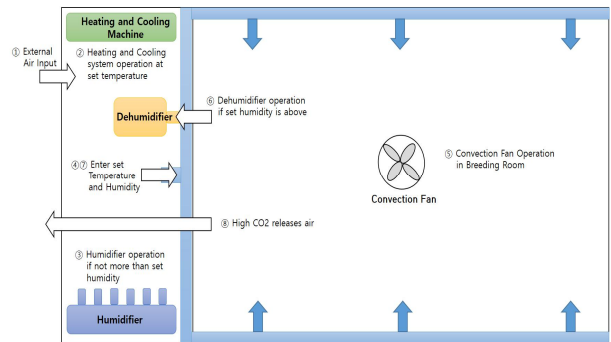 Heating and Cooling
Machine
① External
Air Input
② Heating and Cooling
system operation at
set temperature
Dehumidifier
⑥ Dehumidifier operation
if set humidity is above
④⑦ Enter set
Temperature
and Humidity
⑤ Convection Fan Operation
in Breeding Room
Convection Fan
⑧ High CO2 releases air
③ Humidifier operation
if not more than set
humidity
Humidifier